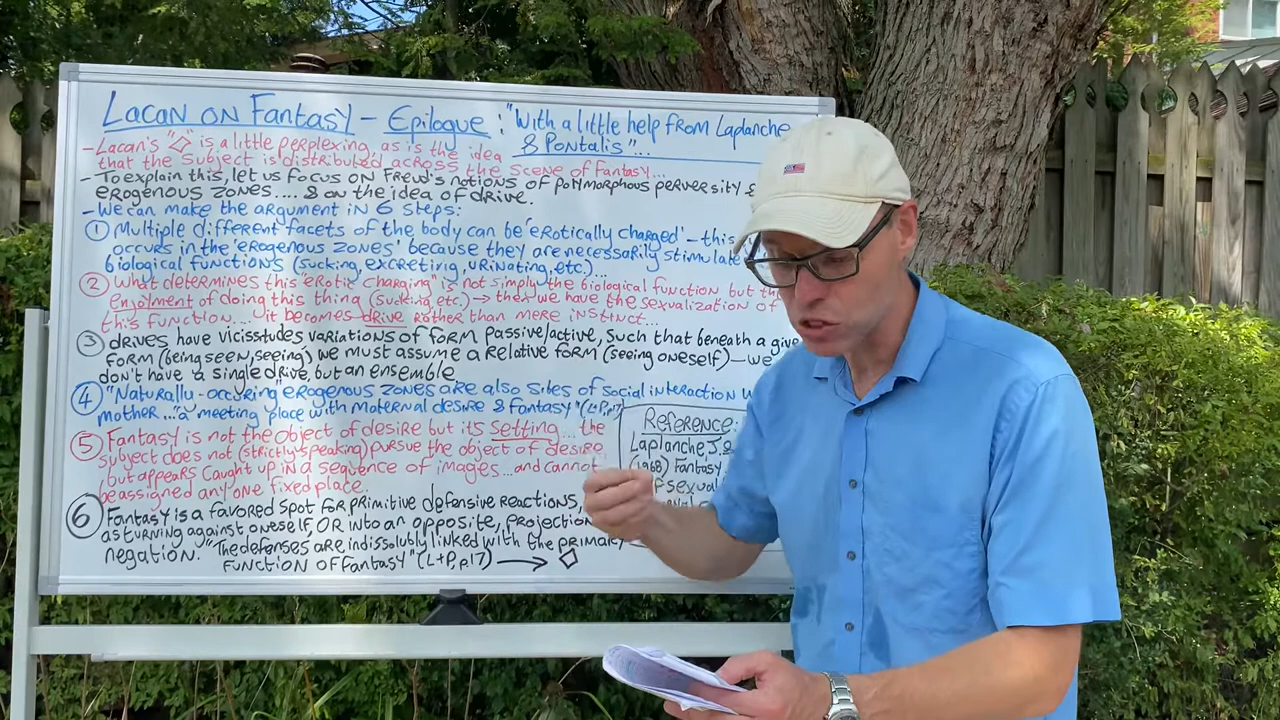 Lacan on Fantasy - Epilogue: "With a little help from Laplanche
& Pontalis"...
-Lacan's "◇" is a little perplexing, as is the idea
that the subject is distributed across the scene of Fantasy...
-To explain this, let us focus on Freud's notions of polymorphous perversity &
erogenous zones.... & on the idea of drive.
-We can make the argument in 6 steps:
① Multiple different facets of the body can be 'erotically charged' - this
occurs in the 'erogenous zones' because they are necessarily stimulate
biological functions (sucking, excreting, urinating, etc.)...
② What determines this "erotic charging" is not simply the biological function but th
enjoyment of doing this thing (sucking, etc.) → then we have the sexualization of
this function... it becomes drive rather than mere instinct...
③ drives have vicissitudes variations of form passive/active, such that beneath a give
form (being seen, seeing) we must assume a relative form (seeing oneself) - we
don't have a single drive, but an ensemble
④ "Naturally-occuring" erogenous zones are also sites of social interaction w
mother... "a meeting place with maternal desire & fantasy" (L+P, p17)
⑤ Fantasy is not the object of desire but its setting... the
subject does not (strictly speaking) pursue the object of desire
but appears caught up in a sequence of images... and cannot
be assigned any one fixed place.
⑥ Fantasy is a favored spot for primitive defensive reactions,
as turning against oneself, or into an opposite, projection
negation. "The defenses are indissolubly linked with the primary
function of fantasy" (L+P, p17) → ◇
Reference:
Laplanche, J. &
(1968) Fantasy
of sexual